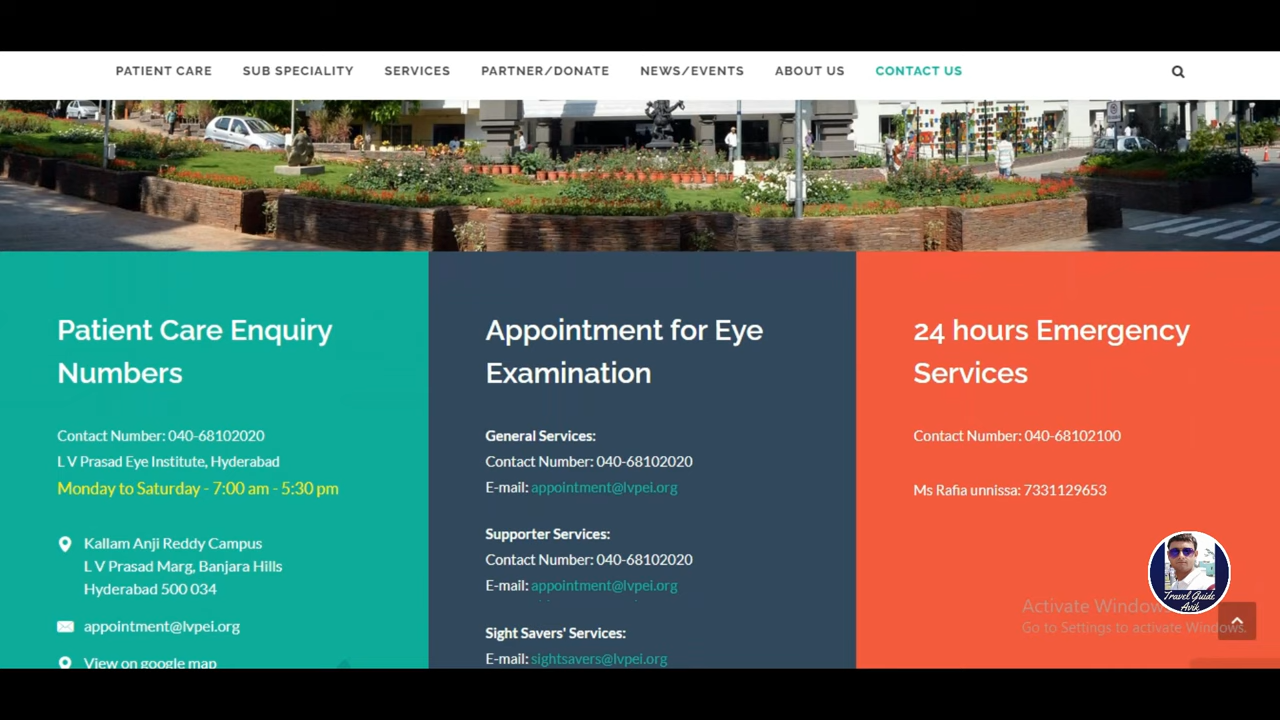 PATIENT CARE SUB SPECIALITY SERVICES PARTNER/DONATE NEWS/EVENTS ABOUT US CONTACT US
Patient Care Enquiry
Numbers
Contact Number: 040-68102020
L V Prasad Eye Institute, Hyderabad
Monday to Saturday - 7:00 am - 5:30 pm
Kallam Anji Reddy Campus
L V Prasad Marg, Banjara Hills
Hyderabad 500 034
appointment@lvpei.org
View on google map
Appointment for Eye
Examination
General Services:
Contact Number: 040-68102020
E-mail: appointment@lvpei.org
Supporter Services:
Contact Number: 040-68102020
E-mail: appointment@lvpei.org
Sight Savers' Services:
E-mail: sightsavers@lvpei.org
24 hours Emergency
Services
Contact Number: 040-68102100
Ms Rafia unnissa: 7331129653
Travel Guide
Avik
Activate Windows
Go to Settings to activate Windows.